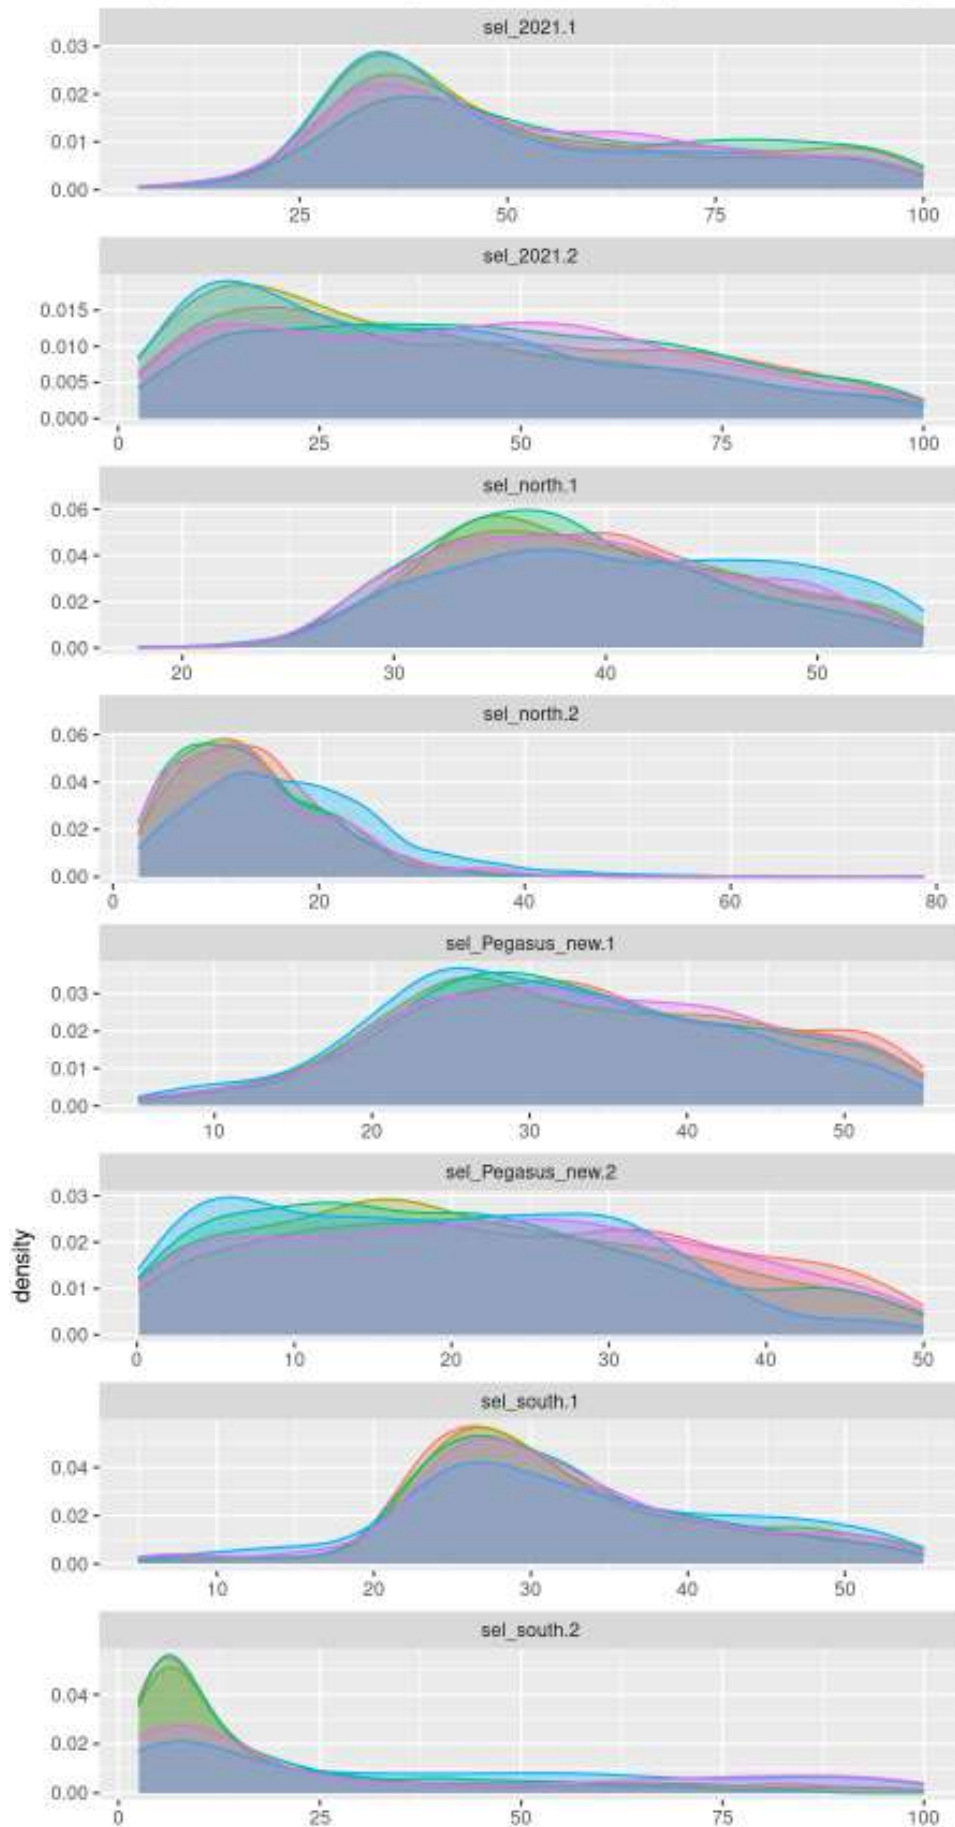 sel_2021.1
0.03
0.02
0.01
0.00
25 50 75 100
sel_2021.2
0.015
0.010
0.005
0.000
0 25 50 75 100
sel_north.1
0.06
0.04
0.02
0.00
20 30 40 50
sel_north.2
0.06
0.04
0.02
0.00
0 20 40 60 80
sel_Pegasus_new.1
0.03
0.02
0.01
0.00
10 20 30 40 50
sel_Pegasus_new.2
0.03
0.02
0.01
0.00
0 10 20 30 40 50
density
sel_south.1
0.04
0.02
0.00
10 20 30 40 50
sel_south.2
0.04
0.02
0.00
0 25 50 75 100